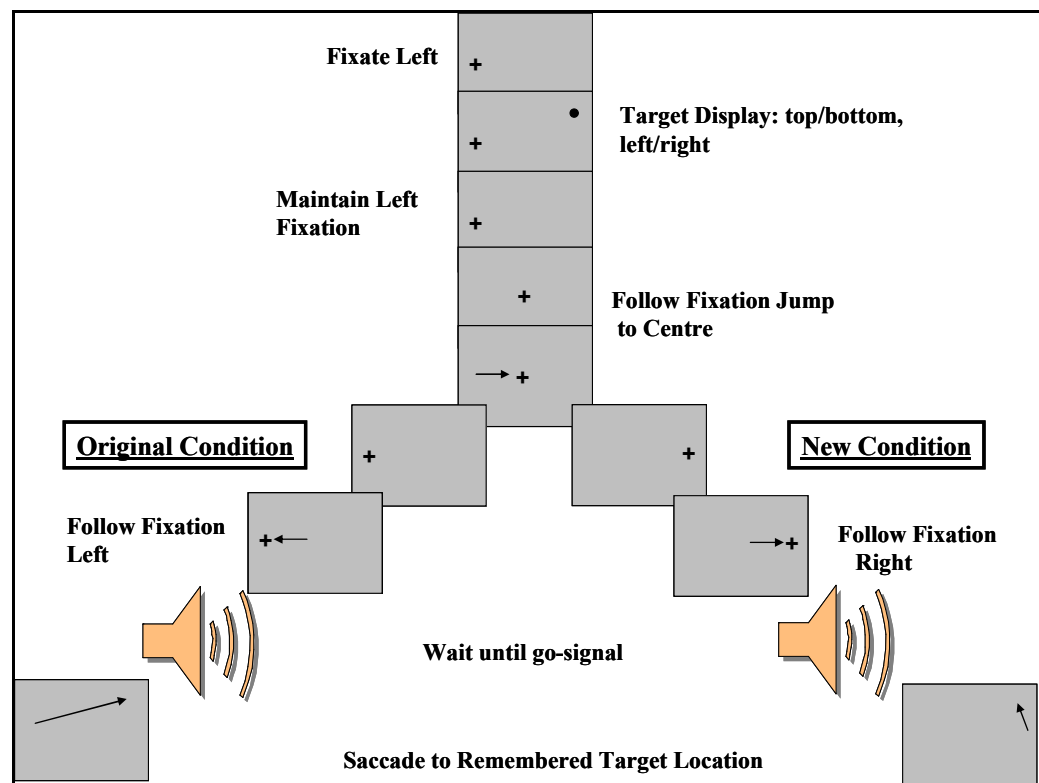 Fixate Left
Target Display: top/bottom,
left/right
Maintain Left
Fixation
Follow Fixation Jump
to Centre
Original Condition
New Condition
Follow Fixation
Left
Follow Fixation
Right
Wait until go-signal
Saccade to Remembered Target Location